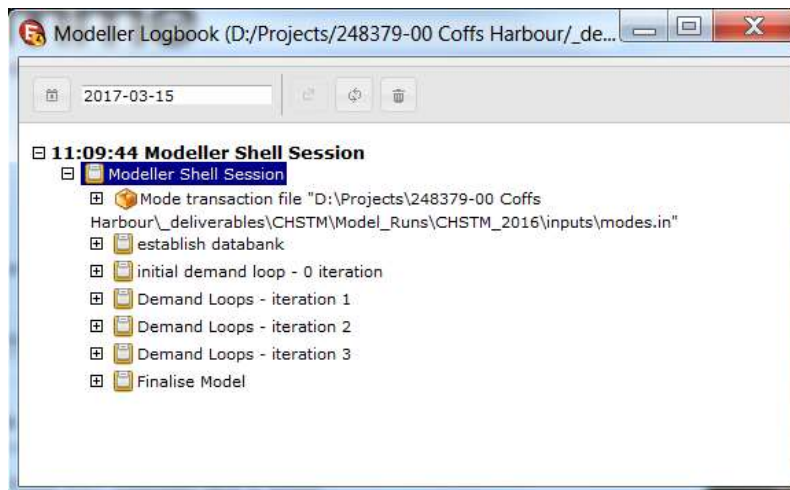 Modeller Logbook (D:/Projects/248379-00 Coffs Harbour/_de...
2017-03-15
11:09:44 Modeller Shell Session
Modeller Shell Session
Mode transaction file "D:\Projects\248379-00 Coffs
Harbour\_deliverables\CHSTM\Model_Runs\CHSTM_2016\inputs\modes.in"
establish databank
initial demand loop - 0 iteration
Demand Loops - iteration 1
Demand Loops - iteration 2
Demand Loops - iteration 3
Finalise Model